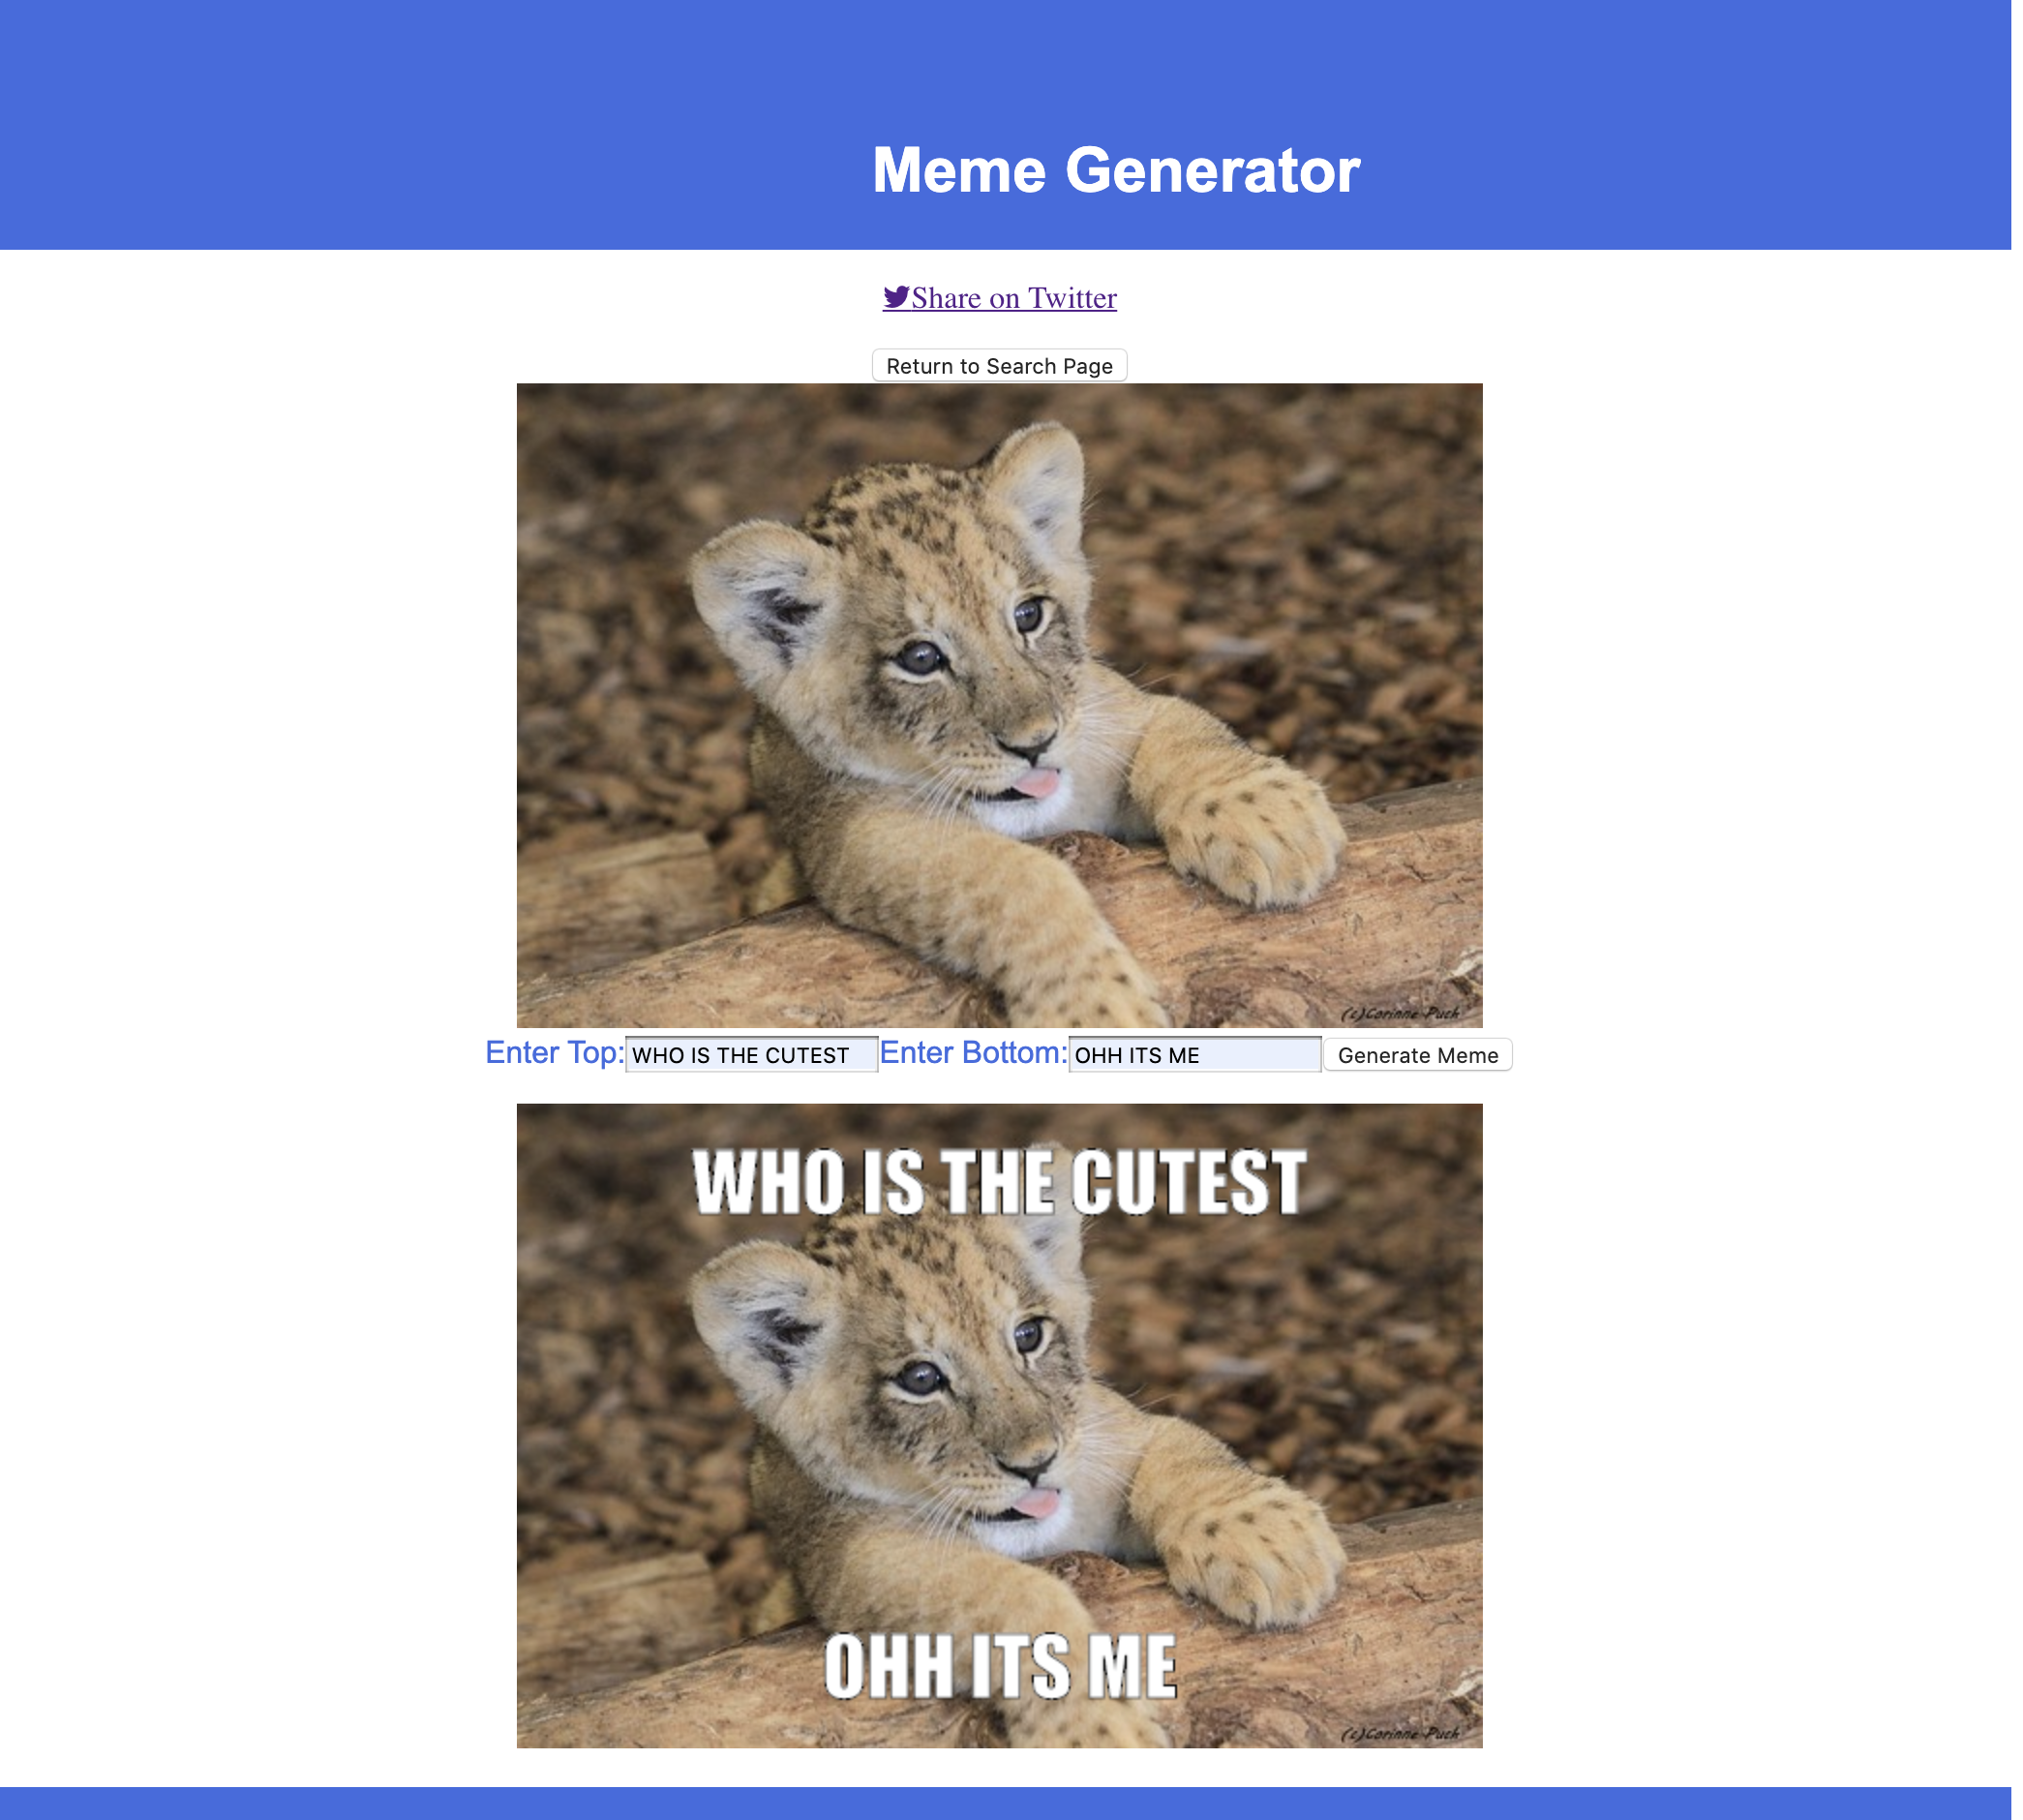 Meme Generator
Share on Twitter
Return to Search Page
(c)Corinne Puch
Enter Top: WHO IS THE CUTEST Enter Bottom: OHH ITS ME Generate Meme
WHO IS THE CUTEST
OHH ITS ME
(c)Corinne Puch